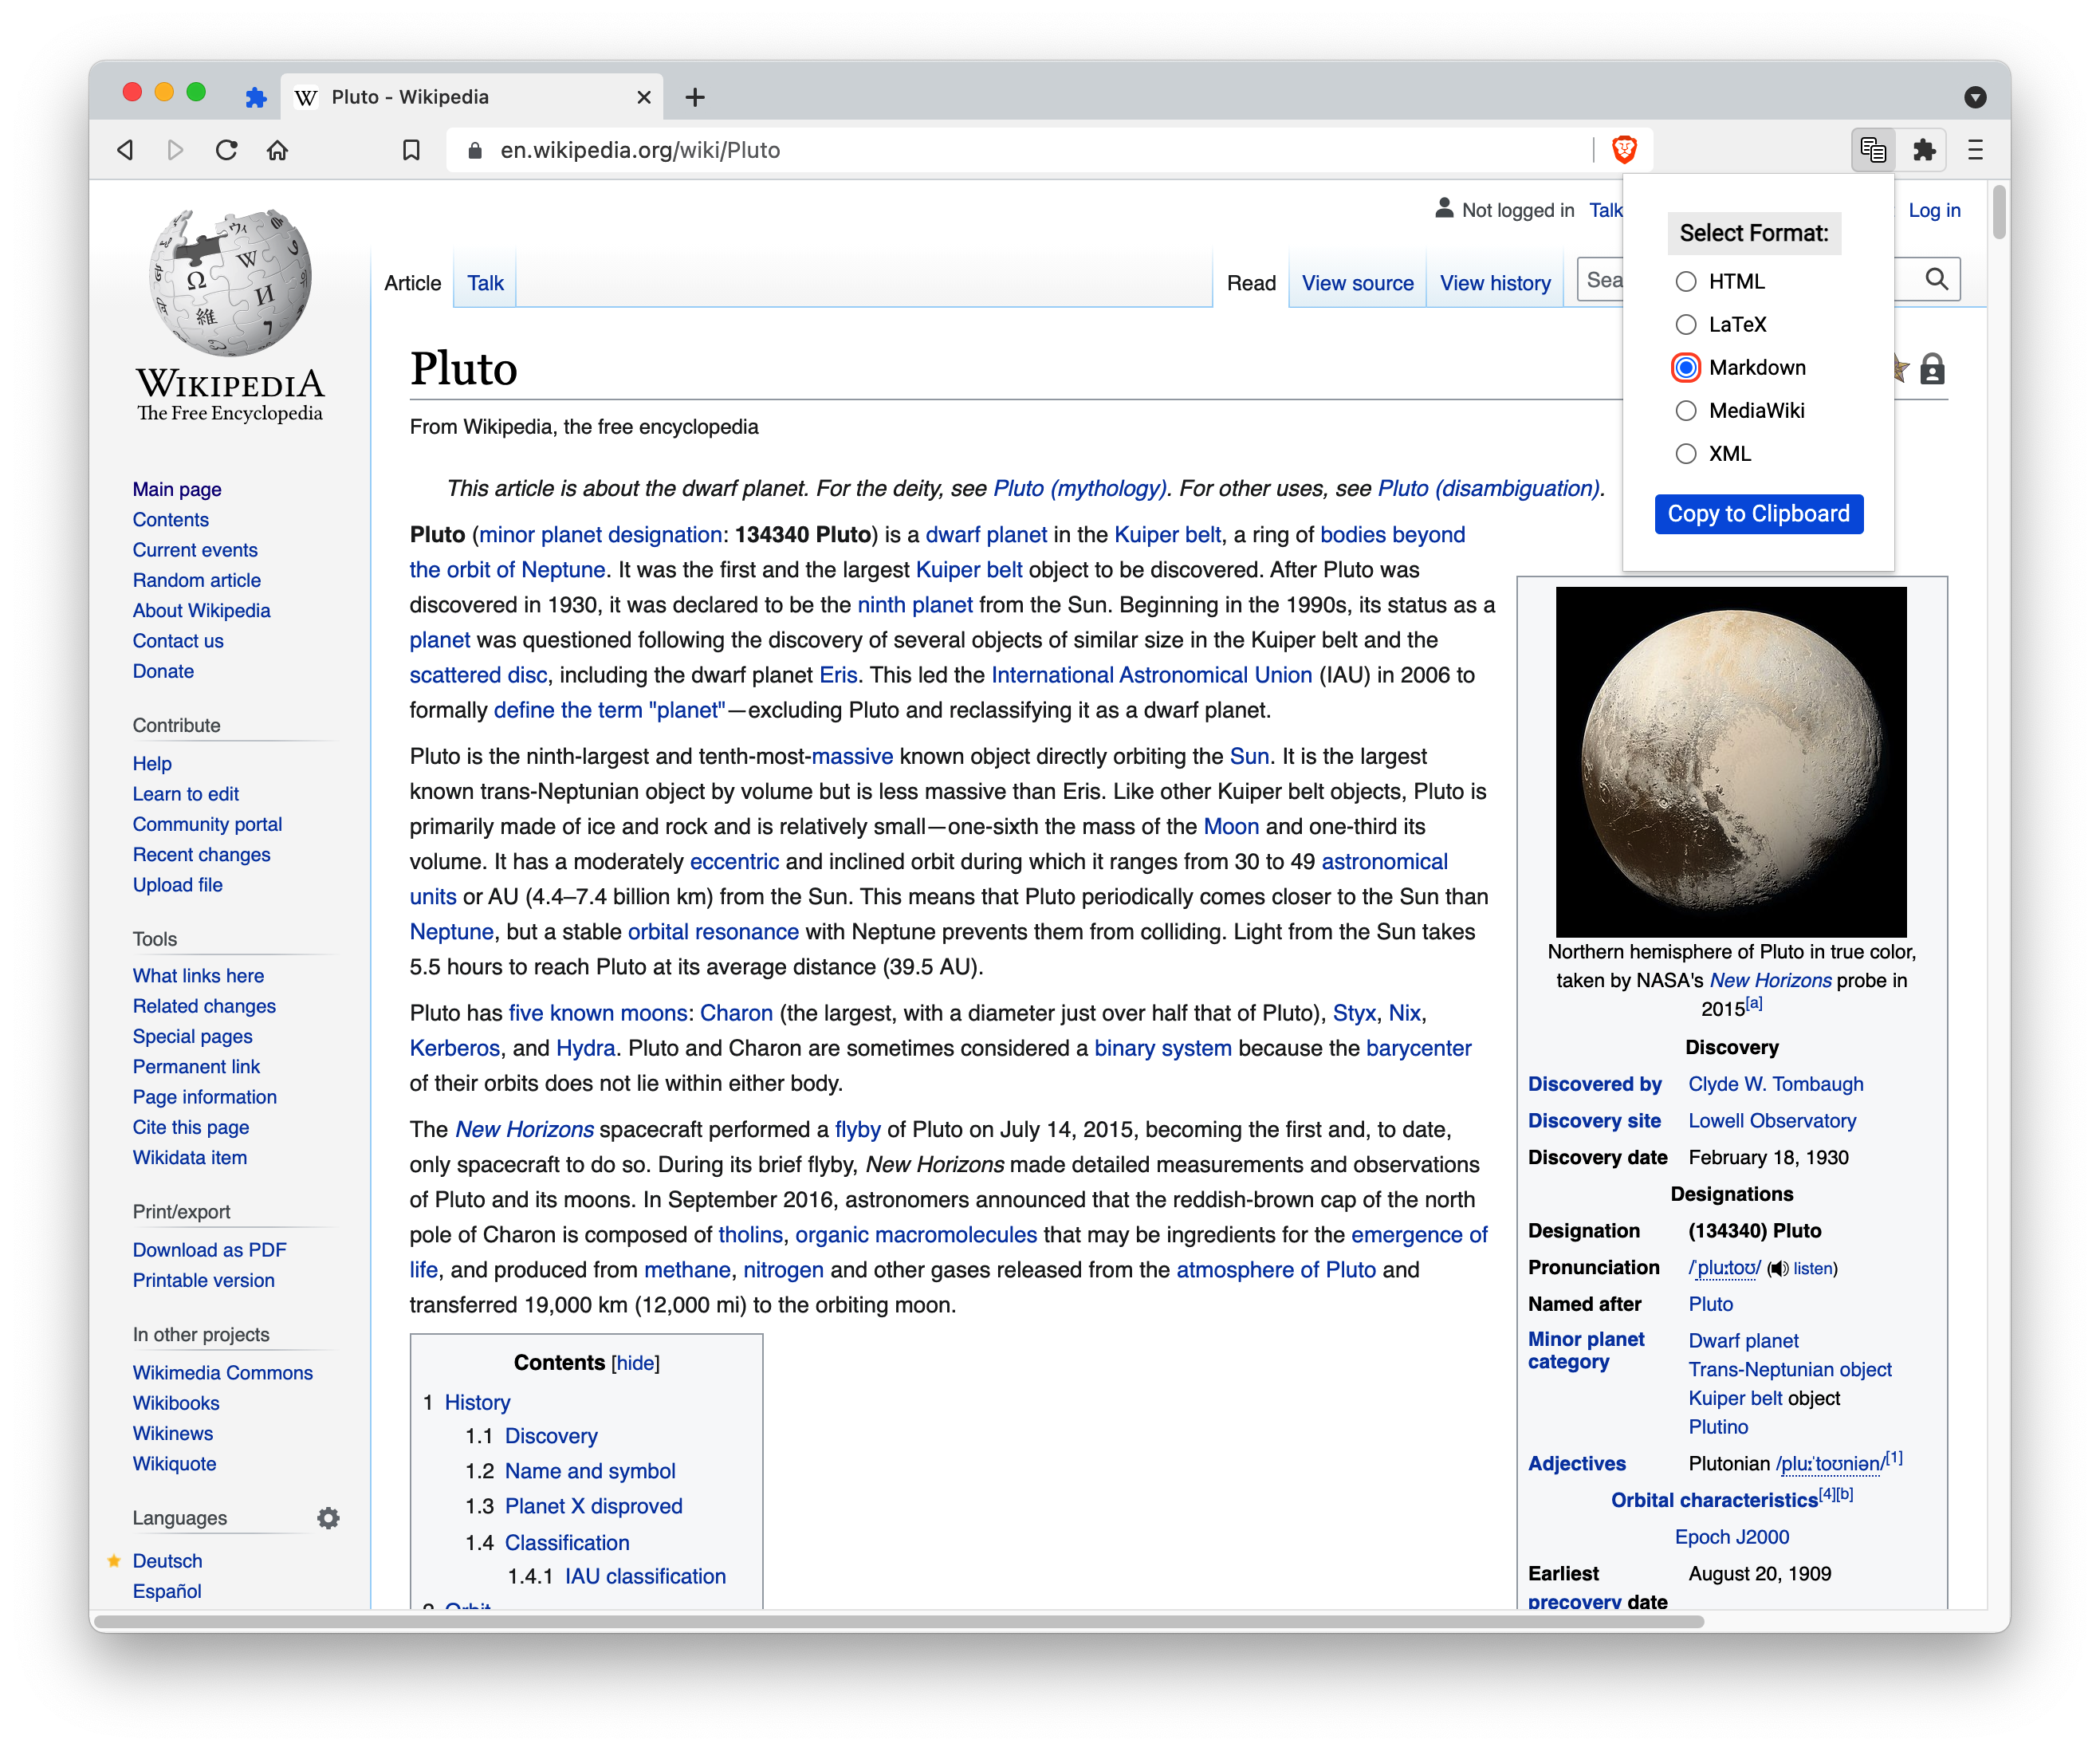 Pluto - Wikipedia
en.wikipedia.org/wiki/Pluto
Not logged in Talk
Log in
Select Format:
HTML
LaTeX
Markdown
MediaWiki
XML
Copy to Clipboard
WIKIPEDIA
The Free Encyclopedia
Main page
Contents
Current events
Random article
About Wikipedia
Contact us
Donate
Contribute
Help
Learn to edit
Community portal
Recent changes
Upload file
Tools
What links here
Related changes
Special pages
Permanent link
Page information
Cite this page
Wikidata item
Print/export
Download as PDF
Printable version
In other projects
Wikimedia Commons
Wikibooks
Wikinews
Wikiquote
Languages
Deutsch
Español
Article Talk
Read View source View history
Sea
Pluto
From Wikipedia, the free encyclopedia
This article is about the dwarf planet. For the deity, see Pluto (mythology). For other uses, see Pluto (disambiguation).
Pluto (minor planet designation: 134340 Pluto) is a dwarf planet in the Kuiper belt, a ring of bodies beyond
the orbit of Neptune. It was the first and the largest Kuiper belt object to be discovered. After Pluto was
discovered in 1930, it was declared to be the ninth planet from the Sun. Beginning in the 1990s, its status as a
planet was questioned following the discovery of several objects of similar size in the Kuiper belt and the
scattered disc, including the dwarf planet Eris. This led the International Astronomical Union (IAU) in 2006 to
formally define the term "planet"—excluding Pluto and reclassifying it as a dwarf planet.
Pluto is the ninth-largest and tenth-most-massive known object directly orbiting the Sun. It is the largest
known trans-Neptunian object by volume but is less massive than Eris. Like other Kuiper belt objects, Pluto is
primarily made of ice and rock and is relatively small—one-sixth the mass of the Moon and one-third its
volume. It has a moderately eccentric and inclined orbit during which it ranges from 30 to 49 astronomical
units or AU (4.4–7.4 billion km) from the Sun. This means that Pluto periodically comes closer to the Sun than
Neptune, but a stable orbital resonance with Neptune prevents them from colliding. Light from the Sun takes
5.5 hours to reach Pluto at its average distance (39.5 AU).
Pluto has five known moons: Charon (the largest, with a diameter just over half that of Pluto), Styx, Nix,
Kerberos, and Hydra. Pluto and Charon are sometimes considered a binary system because the barycenter
of their orbits does not lie within either body.
The New Horizons spacecraft performed a flyby of Pluto on July 14, 2015, becoming the first and, to date,
only spacecraft to do so. During its brief flyby, New Horizons made detailed measurements and observations
of Pluto and its moons. In September 2016, astronomers announced that the reddish-brown cap of the north
pole of Charon is composed of tholins, organic macromolecules that may be ingredients for the emergence of
life, and produced from methane, nitrogen and other gases released from the atmosphere of Pluto and
transferred 19,000 km (12,000 mi) to the orbiting moon.
Contents [hide]
1 History
1.1 Discovery
1.2 Name and symbol
1.3 Planet X disproved
1.4 Classification
1.4.1 IAU classification
2 Orbit
Northern hemisphere of Pluto in true color,
taken by NASA's New Horizons probe in
2015[a]
Discovery
Discovered by Clyde W. Tombaugh
Discovery site Lowell Observatory
Discovery date February 18, 1930
Designations
Designation (134340) Pluto
Pronunciation /ˈpluːtoʊ/ (listen)
Named after Pluto
Minor planet category Dwarf planet
Trans-Neptunian object
Kuiper belt object
Plutino
Adjectives Plutonian /pluːˈtoʊniən/[1]
Orbital characteristics[4][b]
Epoch J2000
Earliest precovery date August 20, 1909